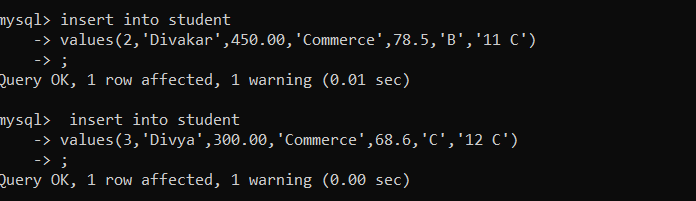 mysql> insert into student
    -> values(2,'Divakar',450.00,'Commerce',78.5,'B','11 C')
    -> ;
Query OK, 1 row affected, 1 warning (0.01 sec)
mysql>  insert into student
    -> values(3,'Divya',300.00,'Commerce',68.6,'C','12 C')
    -> ;
Query OK, 1 row affected, 1 warning (0.00 sec)